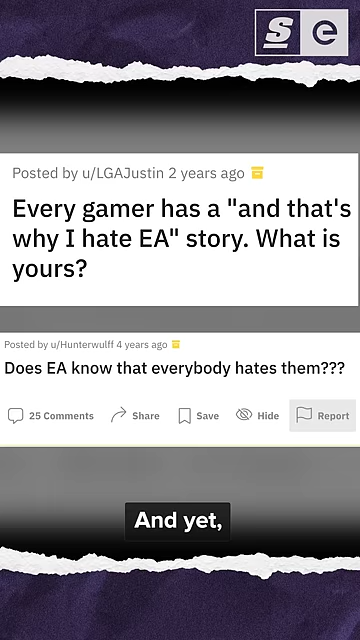 S e
Posted by u/LGAJustin 2 years ago
Every gamer has a "and that's
why I hate EA" story. What is
yours?
Posted by u/Hunterwulff 4 years ago
Does EA know that everybody hates them???
25 Comments Share Save Hide Report
And yet,